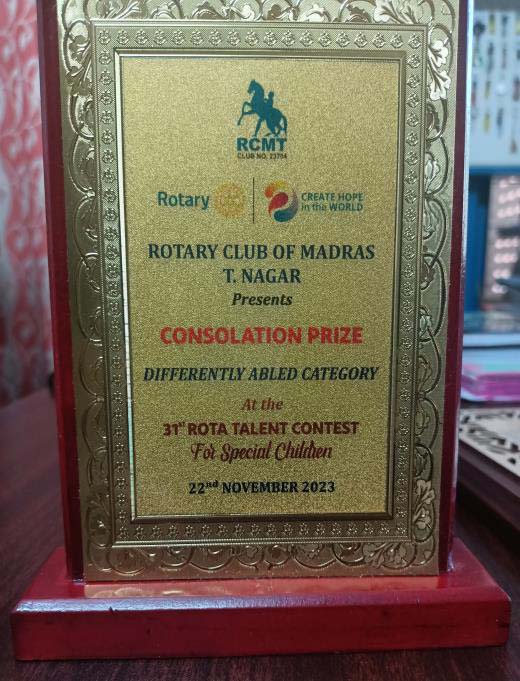 RCMT
CLUB NO. 23784
Rotary
CREATE HOPE
in the WORLD
ROTARY CLUB OF MADRAS
T. NAGAR
Presents
CONSOLATION PRIZE
DIFFERENTLY ABLED CATEGORY
At the
31st ROTA TALENT CONTEST
For Special Children
22nd NOVEMBER 2023